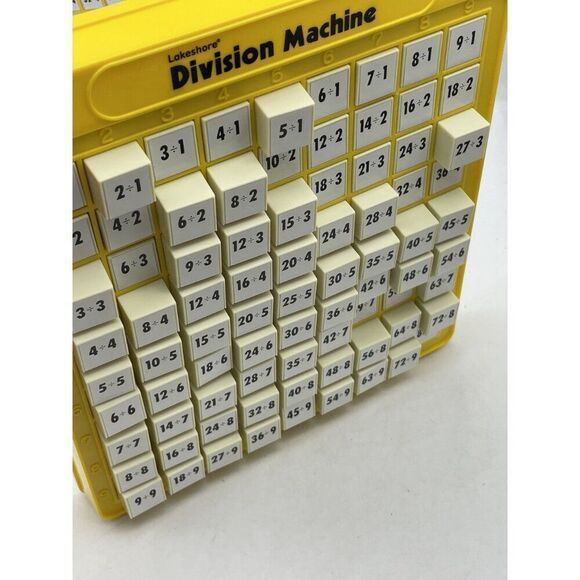 Lakeshore®
Division Machine
2 3 4 5 6 7 8 9
2÷1 3÷1 4÷1 5÷1 6÷1 7÷1 8÷1 9÷1
4÷2 6÷2 8÷2 10÷2 12÷2 14÷2 16÷2 18÷2
3÷3 6÷3 9÷3 12÷3 15÷3 18÷3 21÷3 24÷3 27÷3
4÷4 8÷4 12÷4 16÷4 20÷4 24÷4 28÷4 32÷4
5÷5 10÷5 15÷5 20÷5 25÷5 30÷5 35÷5 40÷5 45÷5
6÷6 12÷6 18÷6 24÷6 30÷6 36÷6 42÷6 48÷6 54÷6
7÷7 14÷7 21÷7 28÷7 35÷7 42÷7 63÷7
8÷8 16÷8 24÷8 32÷8 40÷8 48÷8 56÷8 64÷8 72÷8
9÷9 18÷9 27÷9 36÷9 45÷9 54÷9 63÷9 72÷9